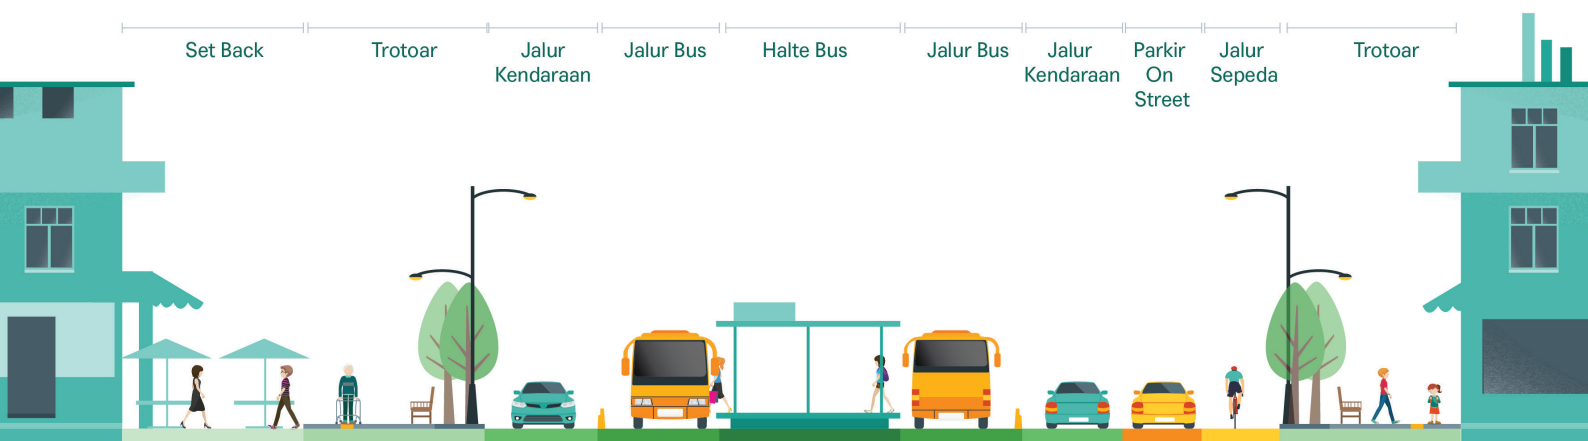 Set Back
Trotoar
Jalur
Kendaraan
Jalur Bus
Halte Bus
Jalur Bus
Jalur
Kendaraan
Parkir
On
Street
Jalur
Sepeda
Trotoar